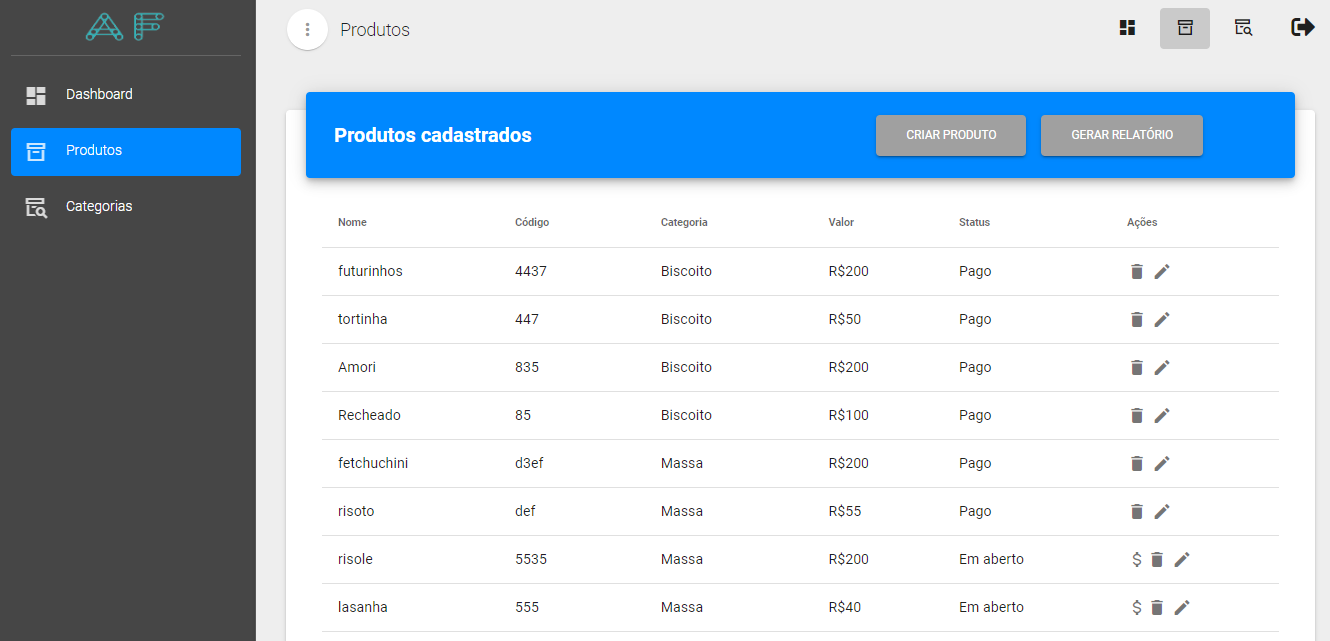 AF
Produtos
Dashboard
Produtos
Categorias
Produtos cadastrados
CRIAR PRODUTO
GERAR RELATÓRIO
Nome Código Categoria Valor Status Ações
futurinhos 4437 Biscoito R$200 Pago
tortinha 447 Biscoito R$50 Pago
Amori 835 Biscoito R$200 Pago
Recheado 85 Biscoito R$100 Pago
fetchuchini d3ef Massa R$200 Pago
risoto def Massa R$55 Pago
risole 5535 Massa R$200 Em aberto $
lasanha 555 Massa R$40 Em aberto $